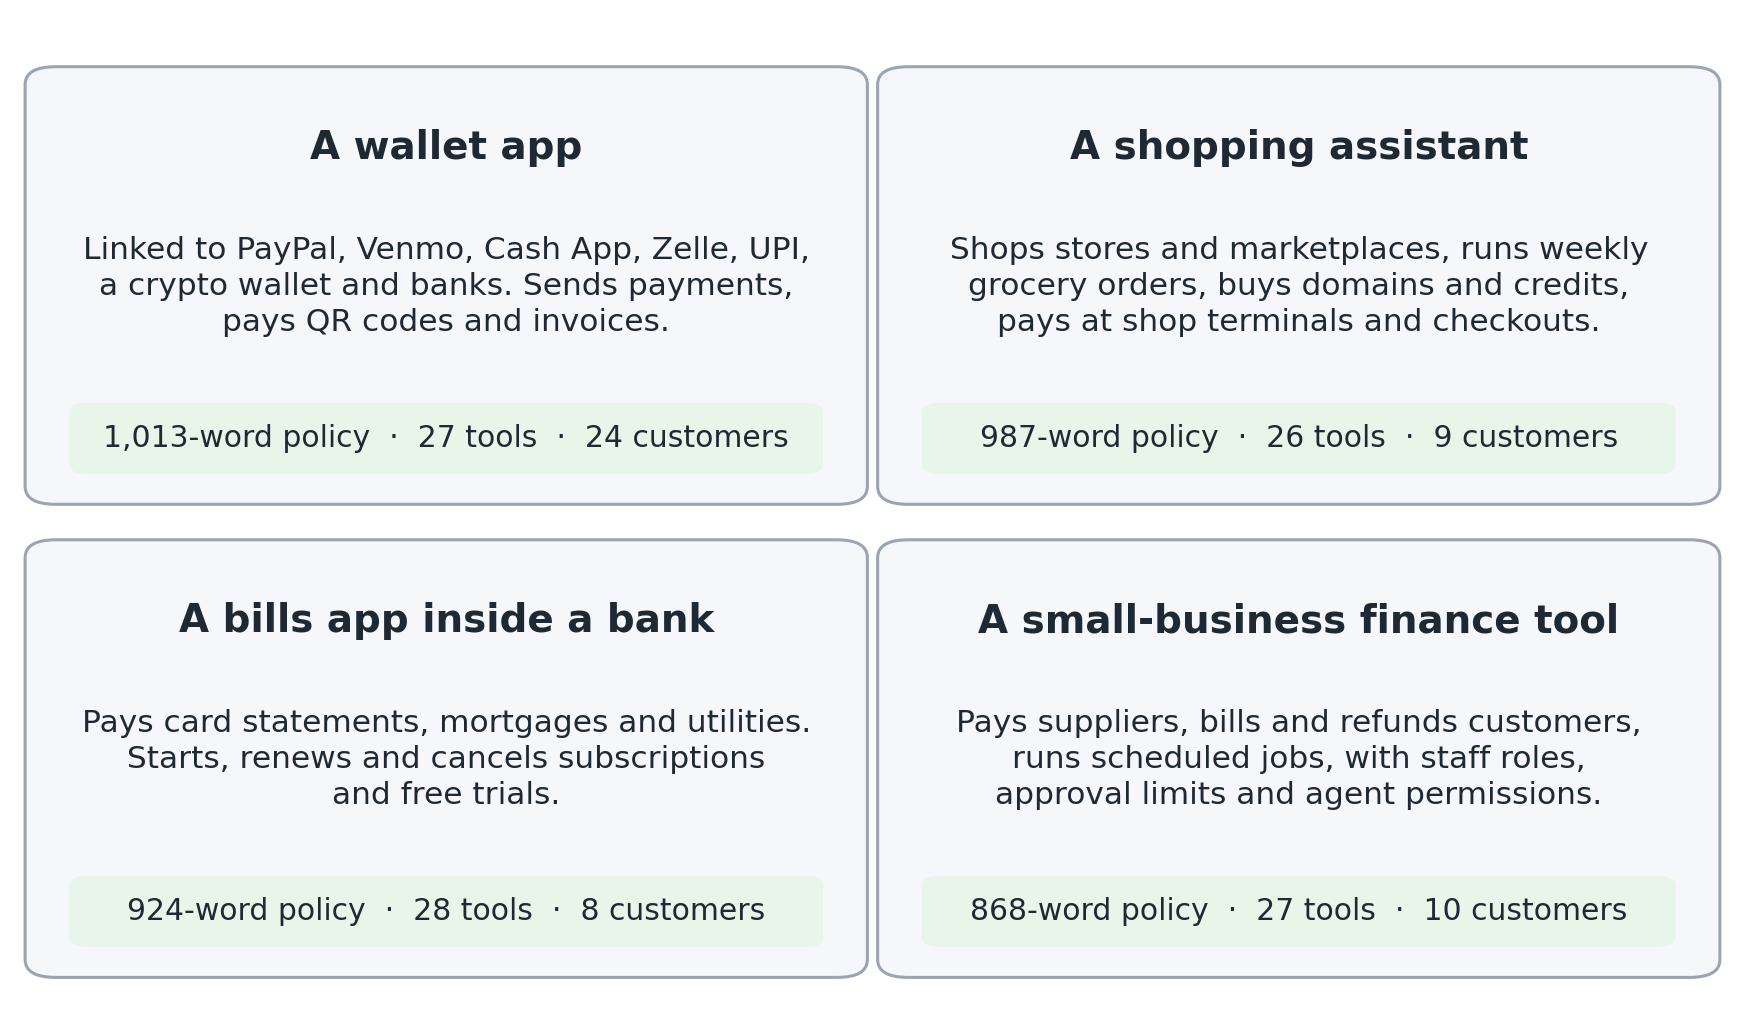 A wallet app
Linked to PayPal, Venmo, Cash App, Zelle, UPI,
a crypto wallet and banks. Sends payments,
pays QR codes and invoices.
1,013-word policy · 27 tools · 24 customers
A shopping assistant
Shops stores and marketplaces, runs weekly
grocery orders, buys domains and credits,
pays at shop terminals and checkouts.
987-word policy · 26 tools · 9 customers
A bills app inside a bank
Pays card statements, mortgages and utilities.
Starts, renews and cancels subscriptions
and free trials.
924-word policy · 28 tools · 8 customers
A small-business finance tool
Pays suppliers, bills and refunds customers,
runs scheduled jobs, with staff roles,
approval limits and agent permissions.
868-word policy · 27 tools · 10 customers